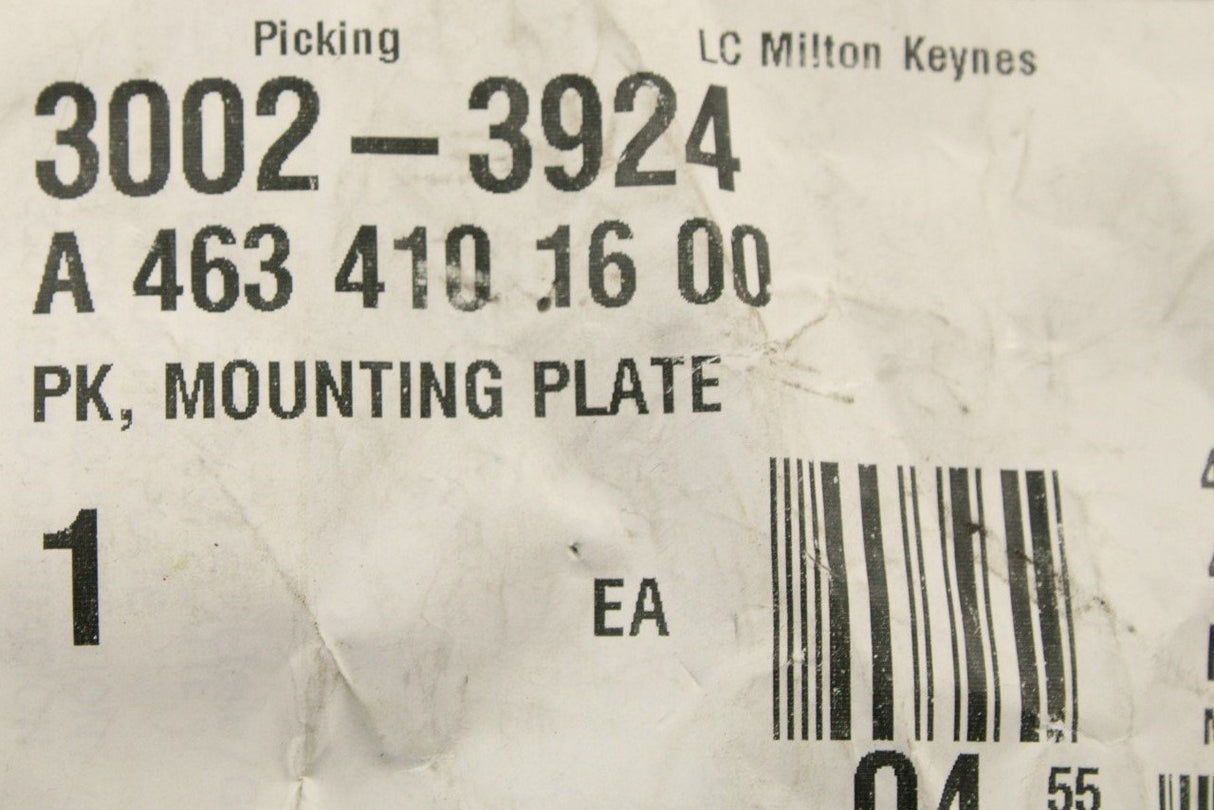 Picking LC Milton Keynes
3002-3924
A 463 410 16 00
PK, MOUNTING PLATE
1 EA
04 55